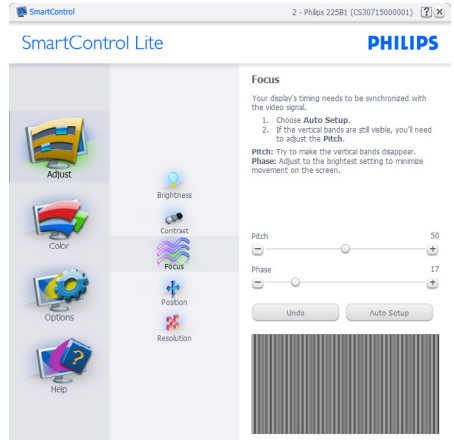 SmartControl
2 - Philips 225B1 (CS30715000001)
SmartControl Lite
PHILIPS
Adjust
Color
Options
Help
Brightness
Contrast
Focus
Position
Resolution
Focus
Your display's timing needs to be synchronized with
the video signal.
1. Choose Auto Setup.
2. If the vertical bands are still visible, you'll need
to adjust the Pitch.
Pitch: Try to make the vertical bands disappear.
Phase: Adjust to the brightest setting to minimize
movement on the screen.
Pitch 50
Phase 17
Undo Auto Setup